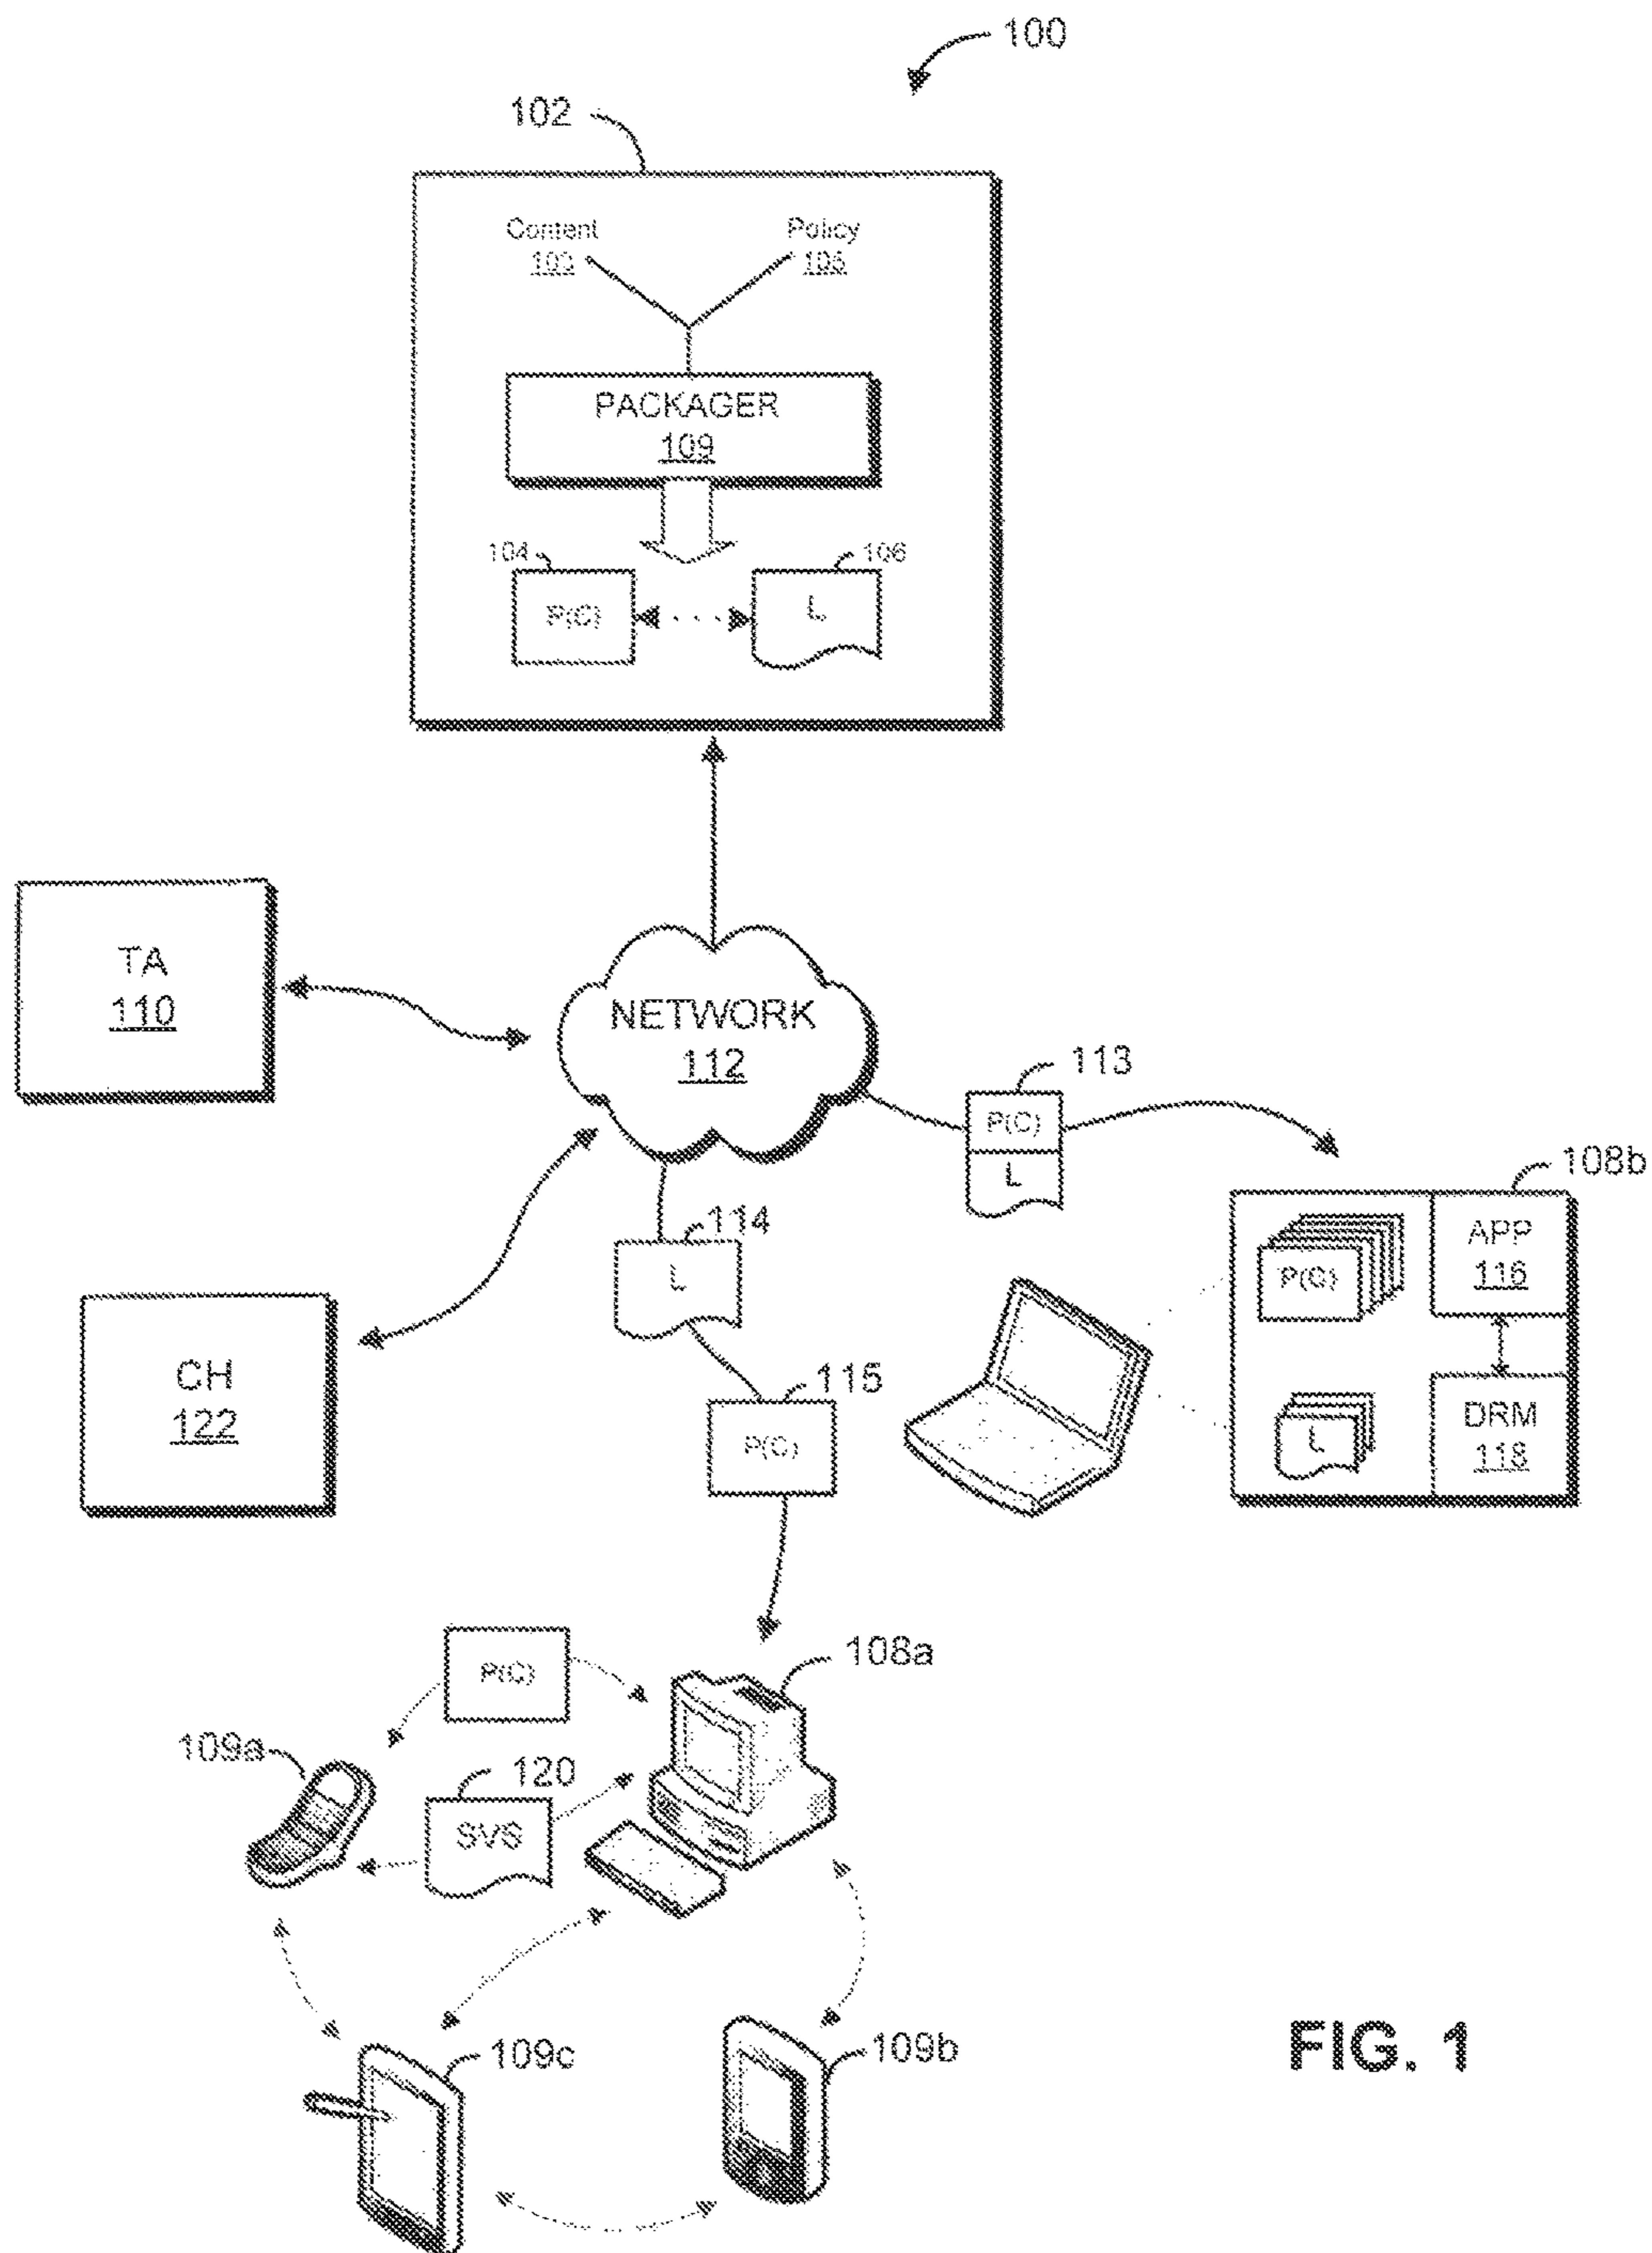 100
102
Content
103
Policy
105
PACKAGER
109
104
106
P(C)
L
TA
110
NETWORK
112
113
P(C)
L
108b
P(C)
APP
116
L
DRM
118
114
L
CH
122
115
P(C)
P(C)
108a
109a
120
SVS
109c
109b
FIG. 1